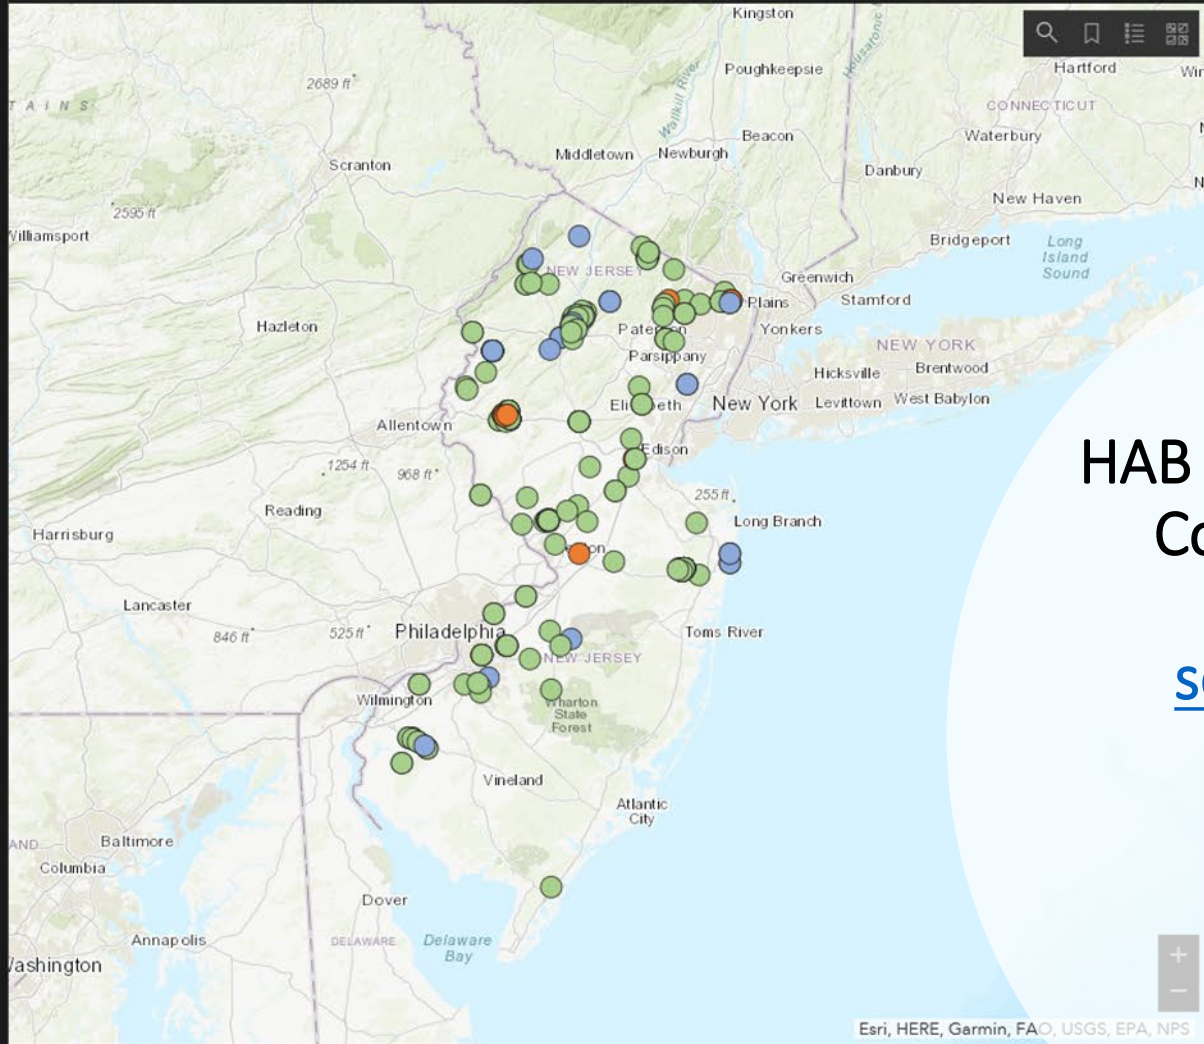 Kingston
Poughkeepsie
Housatonic
Hartford
2689 ft
Wallkill River
CONNECTICUT
Waterbury
Beacon
Middletown
Newburgh
Scranton
Danbury
New Haven
2595 ft
Williamsport
Bridgeport
Long
Island
Sound
NEW JERSEY
Greenwich
Plains
Stamford
Hazleton
Yonkers
Parsippany
NEW YORK
Hicksville
Brentwood
New York
Levittown
West Babylon
Allentown
Edison
HAB
1254 ft
968 ft
255 ft
Reading
Long Branch
Co
Harrisburg
Lancaster
846 ft
525 ft
Philadelphia
Toms River
NEW JERSEY
Wilmington
Wharton
State
Forest
Vineland
Atlantic
City
Baltimore
Columbia
Dover
Annapolis
DELAWARE
Delaware
Bay
Washington
Esri, HERE, Garmin, FAO, USGS, EPA, NPS